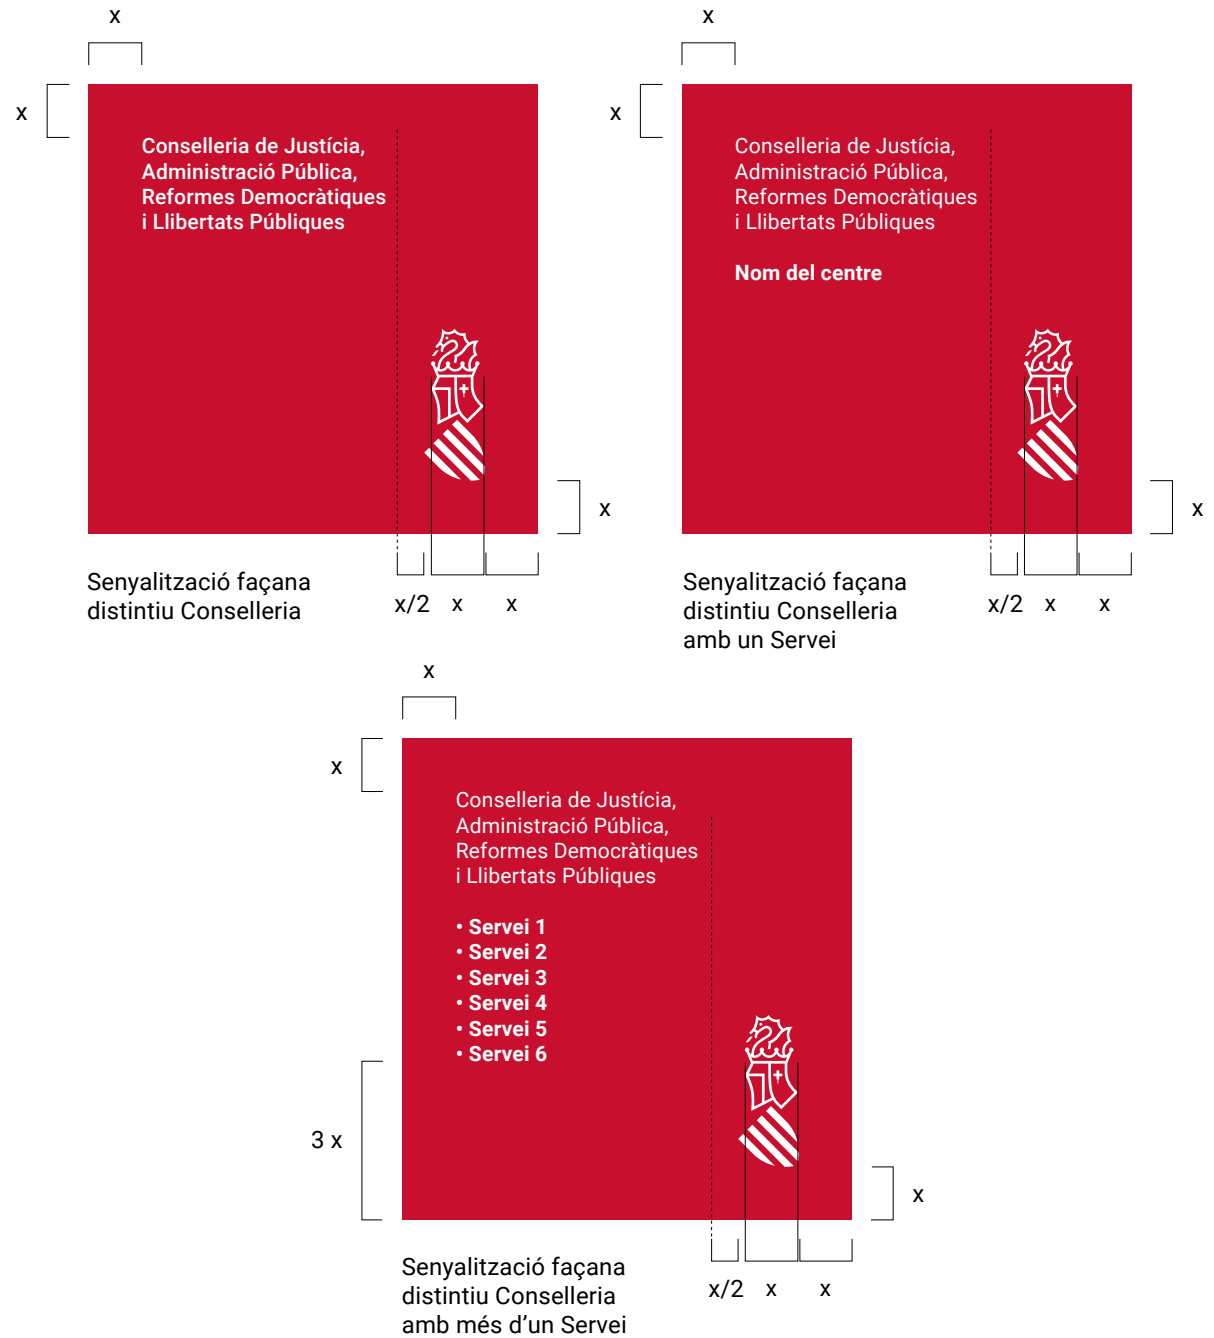 x
x
Conselleria de Justícia,
Administració Pública,
Reformes Democràtiques
i Llibertats Públiques
x
x/2 x x
Senyalització façana
distintiu Conselleria
x
x
Conselleria de Justícia,
Administració Pública,
Reformes Democràtiques
i Llibertats Públiques
Nom del centre
x
x/2 x x
Senyalització façana
distintiu Conselleria
amb un Servei
x
x
Conselleria de Justícia,
Administració Pública,
Reformes Democràtiques
i Llibertats Públiques
• Servei 1
• Servei 2
• Servei 3
• Servei 4
• Servei 5
• Servei 6
3 x
x
x/2 x x
Senyalització façana
distintiu Conselleria
amb més d’un Servei